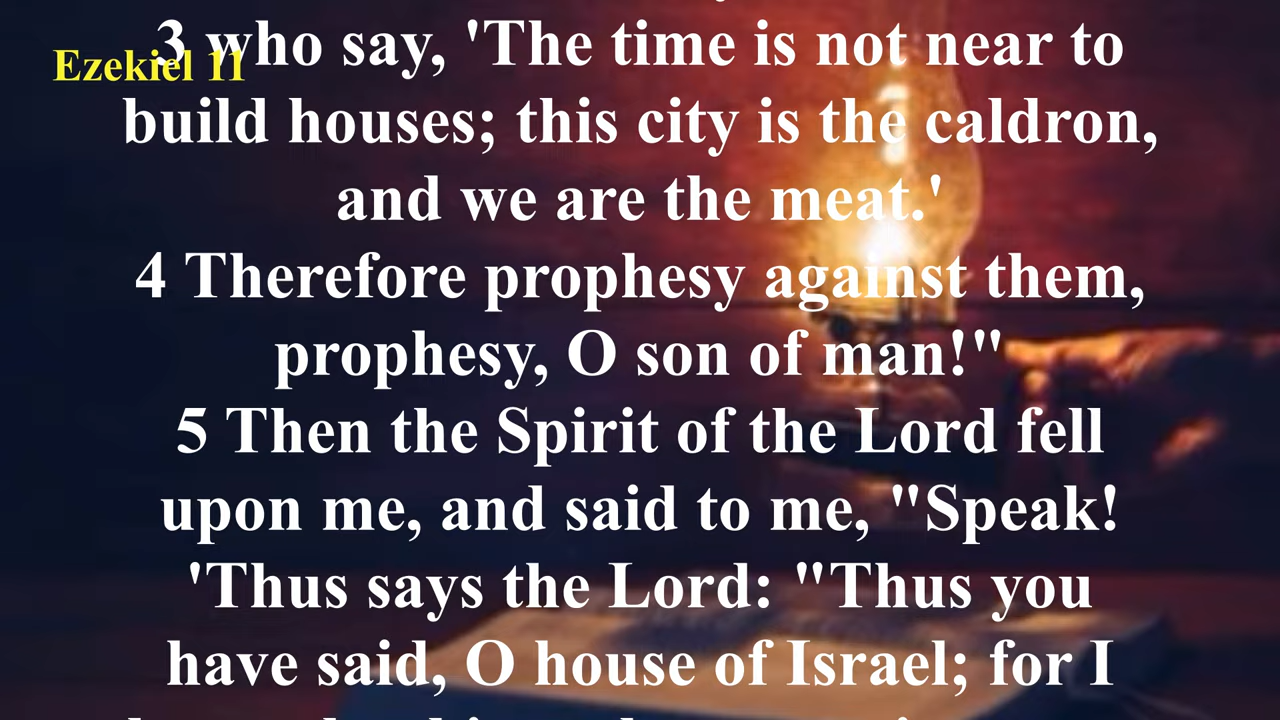 Ezekiel 11
3 who say, 'The time is not near to
build houses; this city is the caldron,
and we are the meat.'
4 Therefore prophesy against them,
prophesy, O son of man!"
5 Then the Spirit of the Lord fell
upon me, and said to me, "Speak!
'Thus says the Lord: "Thus you
have said, O house of Israel; for I